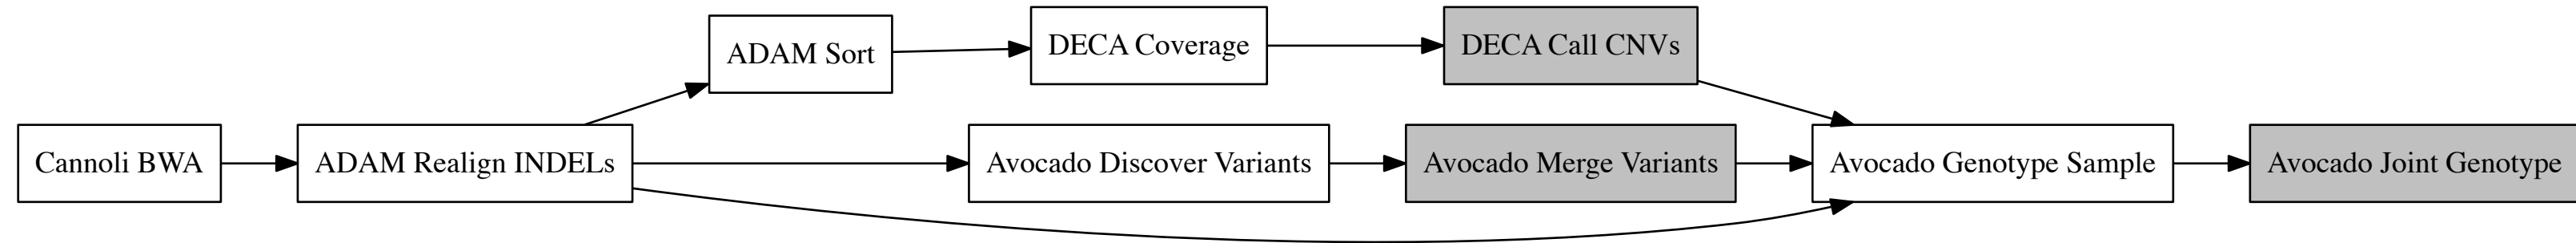 ADAM Sort
DECA Coverage
DECA Call CNVs
Cannoli BWA
ADAM Realign INDELs
Avocado Discover Variants
Avocado Merge Variants
Avocado Genotype Sample
Avocado Joint Genotype